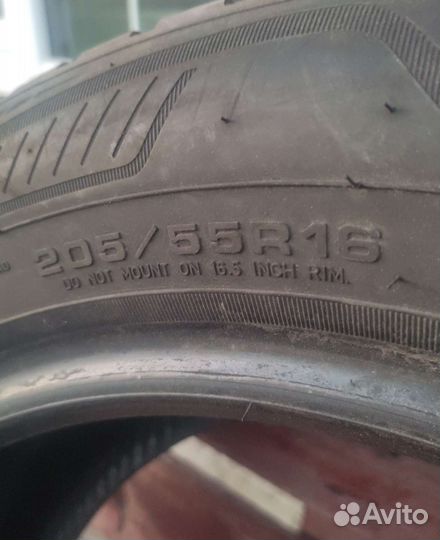 205/55R16
DO NOT MOUNT ON 16.5 INCH RIM.
Avito